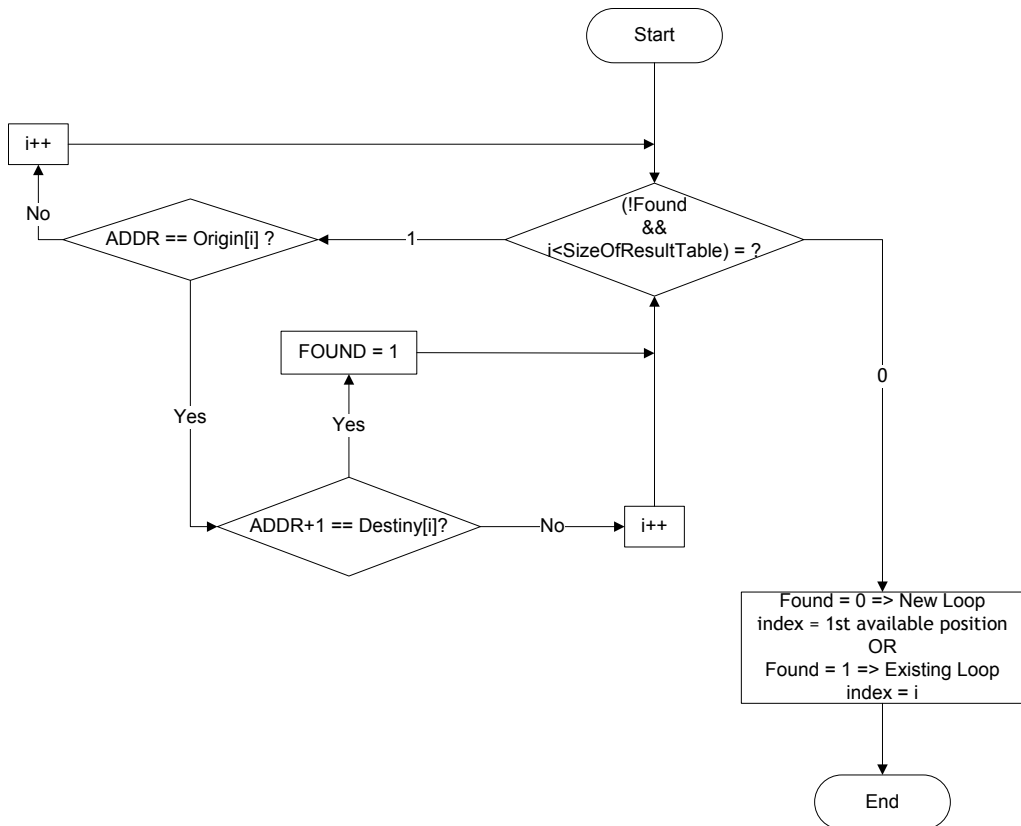 Start
i++
No
ADDR == Origin[i] ?
1
(!Found
&&
i<SizeOfResultTable) = ?
FOUND = 1
0
Yes
Yes
ADDR+1 == Destiny[i]?
No
i++
Found = 0 => New Loop
index = 1st available position
OR
Found = 1 => Existing Loop
index = i
End